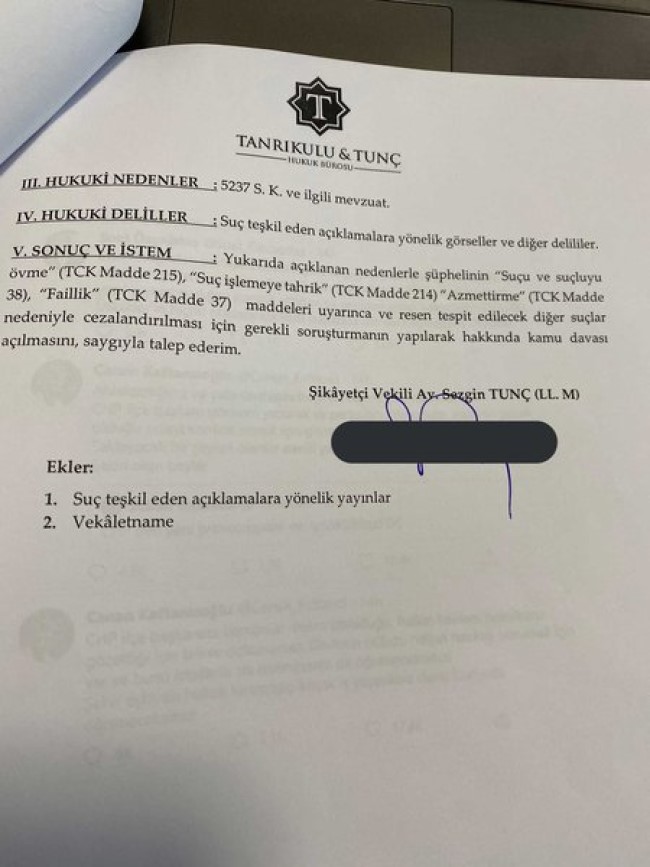 T
TANRIKULU & TUNÇ
HUKUK BÜROSU
III. HUKUKİ NEDENLER : 5237 S. K. ve ilgili mevzuat.
IV. HUKUKİ DELİLLER : Suç teşkil eden açıklamalara yönelik görseller ve diğer delililer.
V. SONUÇ VE İSTEM : Yukarıda açıklanan nedenlerle şüphelinin "Suçu ve suçluyu
övme" (TCK Madde 215), "Suç işlemeye tahrik" (TCK Madde 214) "Azmettirme" (TCK Madde
38), "Faillik" (TCK Madde 37) maddeleri uyarınca ve resen tespit edilecek diğer suçlar
nedeniyle cezalandırılması için gerekli soruşturmanın yapılarak hakkında kamu davası
açılmasını, saygıyla talep ederim.
Şikâyetçi Vekili Av. Sezgin TUNÇ (LL. M)
Ekler:
1. Suç teşkil eden açıklamalara yönelik yayınlar
2. Vekâletname